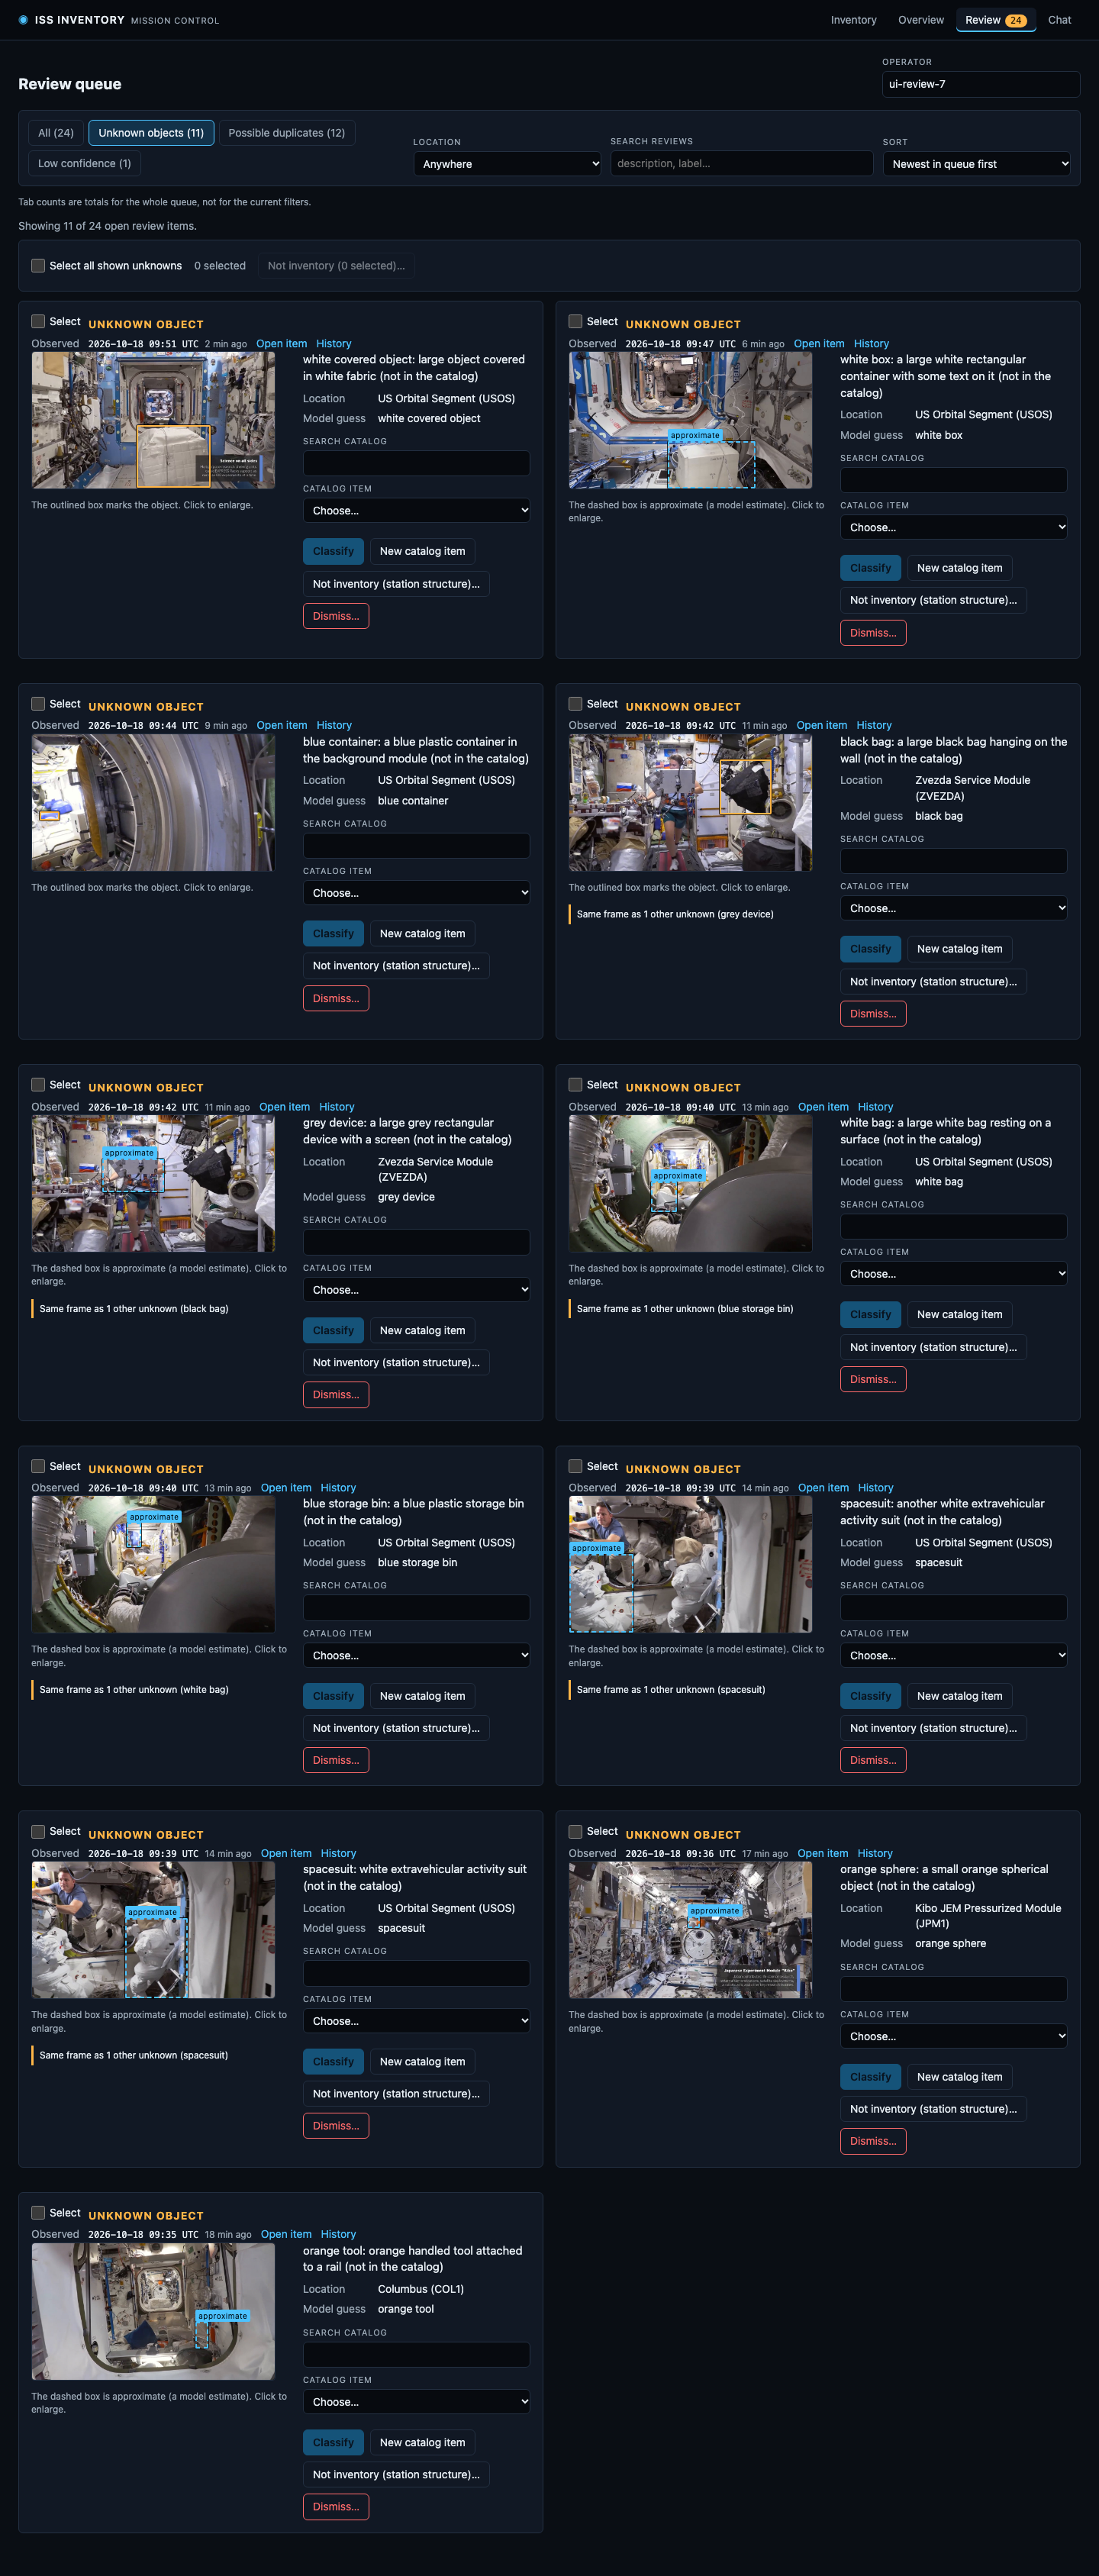 ISS INVENTORY MISSION CONTROL
Inventory Overview Review 24 Chat
Review queue
OPERATOR
ui-review-7
All (24) Unknown objects (11) Possible duplicates (12)
Low confidence (1)
LOCATION
Anywhere
SEARCH REVIEWS
description, label...
SORT
Newest in queue first
Tab counts are totals for the whole queue, not for the current filters.
Showing 11 of 24 open review items.
Select all shown unknowns 0 selected Not inventory (0 selected)...
Select UNKNOWN OBJECT
Observed 2026-10-18 09:51 UTC 2 min ago Open item History
Science on all sides
The outlined box marks the object. Click to enlarge.
white covered object: large object covered
in white fabric (not in the catalog)
Location US Orbital Segment (USOS)
Model guess white covered object
SEARCH CATALOG
CATALOG ITEM
Choose...
Classify New catalog item
Not inventory (station structure)...
Dismiss...
Select UNKNOWN OBJECT
Observed 2026-10-18 09:47 UTC 6 min ago Open item History
approximate
The dashed box is approximate (a model estimate). Click to
enlarge.
white box: a large white rectangular
container with some text on it (not in the
catalog)
Location US Orbital Segment (USOS)
Model guess white box
SEARCH CATALOG
CATALOG ITEM
Choose...
Classify New catalog item
Not inventory (station structure)...
Dismiss...
Select UNKNOWN OBJECT
Observed 2026-10-18 09:44 UTC 9 min ago Open item History
The outlined box marks the object. Click to enlarge.
blue container: a blue plastic container in
the background module (not in the catalog)
Location US Orbital Segment (USOS)
Model guess blue container
SEARCH CATALOG
CATALOG ITEM
Choose...
Classify New catalog item
Not inventory (station structure)...
Dismiss...
Select UNKNOWN OBJECT
Observed 2026-10-18 09:42 UTC 11 min ago Open item History
The outlined box marks the object. Click to enlarge.
Same frame as 1 other unknown (grey device)
black bag: a large black bag hanging on the
wall (not in the catalog)
Location Zvezda Service Module
(ZVEZDA)
Model guess black bag
SEARCH CATALOG
CATALOG ITEM
Choose...
Classify New catalog item
Not inventory (station structure)...
Dismiss...
Select UNKNOWN OBJECT
Observed 2026-10-18 09:42 UTC 11 min ago Open item History
approximate
The dashed box is approximate (a model estimate). Click to
enlarge.
Same frame as 1 other unknown (black bag)
grey device: a large grey rectangular
device with a screen (not in the catalog)
Location Zvezda Service Module
(ZVEZDA)
Model guess grey device
SEARCH CATALOG
CATALOG ITEM
Choose...
Classify New catalog item
Not inventory (station structure)...
Dismiss...
Select UNKNOWN OBJECT
Observed 2026-10-18 09:40 UTC 13 min ago Open item History
approximate
The dashed box is approximate (a model estimate). Click to
enlarge.
Same frame as 1 other unknown (blue storage bin)
white bag: a large white bag resting on a
surface (not in the catalog)
Location US Orbital Segment (USOS)
Model guess white bag
SEARCH CATALOG
CATALOG ITEM
Choose...
Classify New catalog item
Not inventory (station structure)...
Dismiss...
Select UNKNOWN OBJECT
Observed 2026-10-18 09:40 UTC 13 min ago Open item History
approximate
The dashed box is approximate (a model estimate). Click to
enlarge.
Same frame as 1 other unknown (white bag)
blue storage bin: a blue plastic storage bin
(not in the catalog)
Location US Orbital Segment (USOS)
Model guess blue storage bin
SEARCH CATALOG
CATALOG ITEM
Choose...
Classify New catalog item
Not inventory (station structure)...
Dismiss...
Select UNKNOWN OBJECT
Observed 2026-10-18 09:39 UTC 14 min ago Open item History
approximate
The dashed box is approximate (a model estimate). Click to
enlarge.
Same frame as 1 other unknown (spacesuit)
spacesuit: another white extravehicular
activity suit (not in the catalog)
Location US Orbital Segment (USOS)
Model guess spacesuit
SEARCH CATALOG
CATALOG ITEM
Choose...
Classify New catalog item
Not inventory (station structure)...
Dismiss...
Select UNKNOWN OBJECT
Observed 2026-10-18 09:39 UTC 14 min ago Open item History
approximate
The dashed box is approximate (a model estimate). Click to
enlarge.
Same frame as 1 other unknown (spacesuit)
spacesuit: white extravehicular activity suit
(not in the catalog)
Location US Orbital Segment (USOS)
Model guess spacesuit
SEARCH CATALOG
CATALOG ITEM
Choose...
Classify New catalog item
Not inventory (station structure)...
Dismiss...
Select UNKNOWN OBJECT
Observed 2026-10-18 09:36 UTC 17 min ago Open item History
approximate
Japanese Experiment Module "Kibo"
The dashed box is approximate (a model estimate). Click to
enlarge.
orange sphere: a small orange spherical
object (not in the catalog)
Location Kibo JEM Pressurized Module
(JPM1)
Model guess orange sphere
SEARCH CATALOG
CATALOG ITEM
Choose...
Classify New catalog item
Not inventory (station structure)...
Dismiss...
Select UNKNOWN OBJECT
Observed 2026-10-18 09:35 UTC 18 min ago Open item History
approximate
The dashed box is approximate (a model estimate). Click to
enlarge.
orange tool: orange handled tool attached
to a rail (not in the catalog)
Location Columbus (COL1)
Model guess orange tool
SEARCH CATALOG
CATALOG ITEM
Choose...
Classify New catalog item
Not inventory (station structure)...
Dismiss...